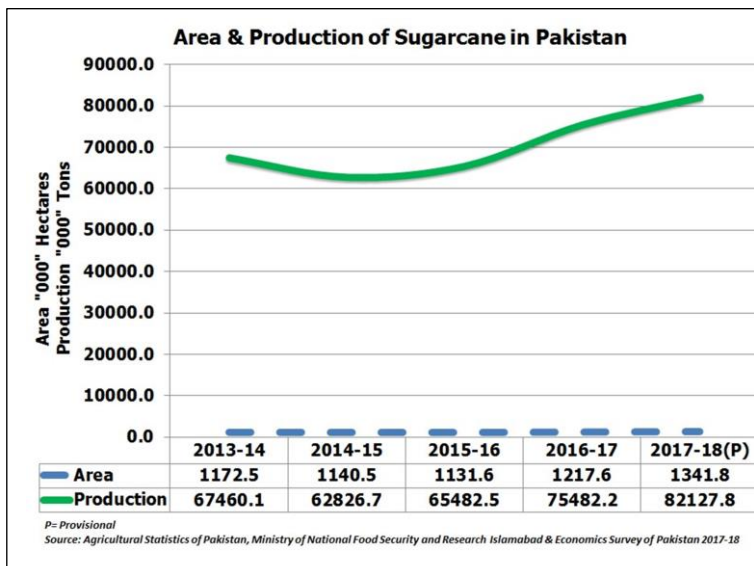 Area & Production of Sugarcane in Pakistan
90000.0
80000.0
70000.0
60000.0
50000.0
40000.0
30000.0
20000.0
10000.0
0.0
Area "000" Hectares
Production "000" Tons
2013-14 2014-15 2015-16 2016-17 2017-18(P)
Area 1172.5 1140.5 1131.6 1217.6 1341.8
Production 67460.1 62826.7 65482.5 75482.2 82127.8
P= Provisional
Source: Agricultural Statistics of Pakistan, Ministry of National Food Security and Research Islamabad & Economics Survey of Pakistan 2017-18